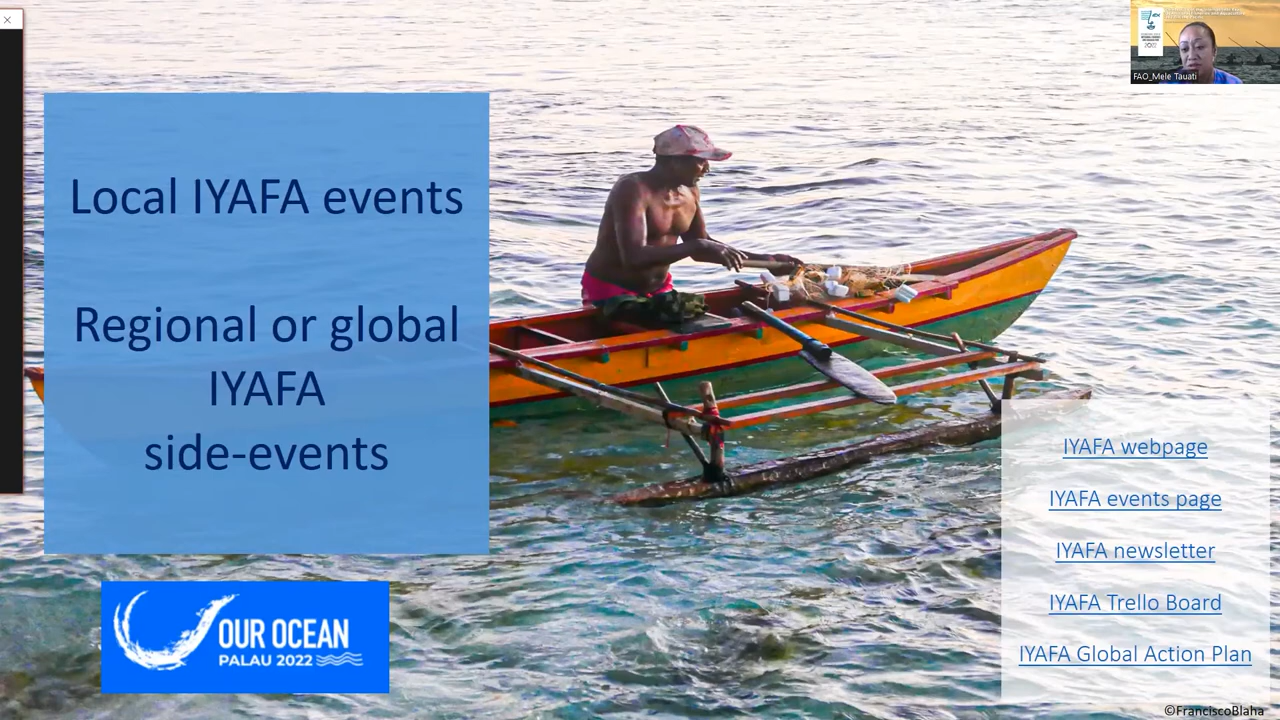 Local IYAFA events
Regional or global
IYAFA
side-events
OUR OCEAN
PALAU 2022
IYAFA webpage
IYAFA events page
IYAFA newsletter
IYAFA Trello Board
IYAFA Global Action Plan
©FranciscoBlaha
2022
FAO_Mele Tauati